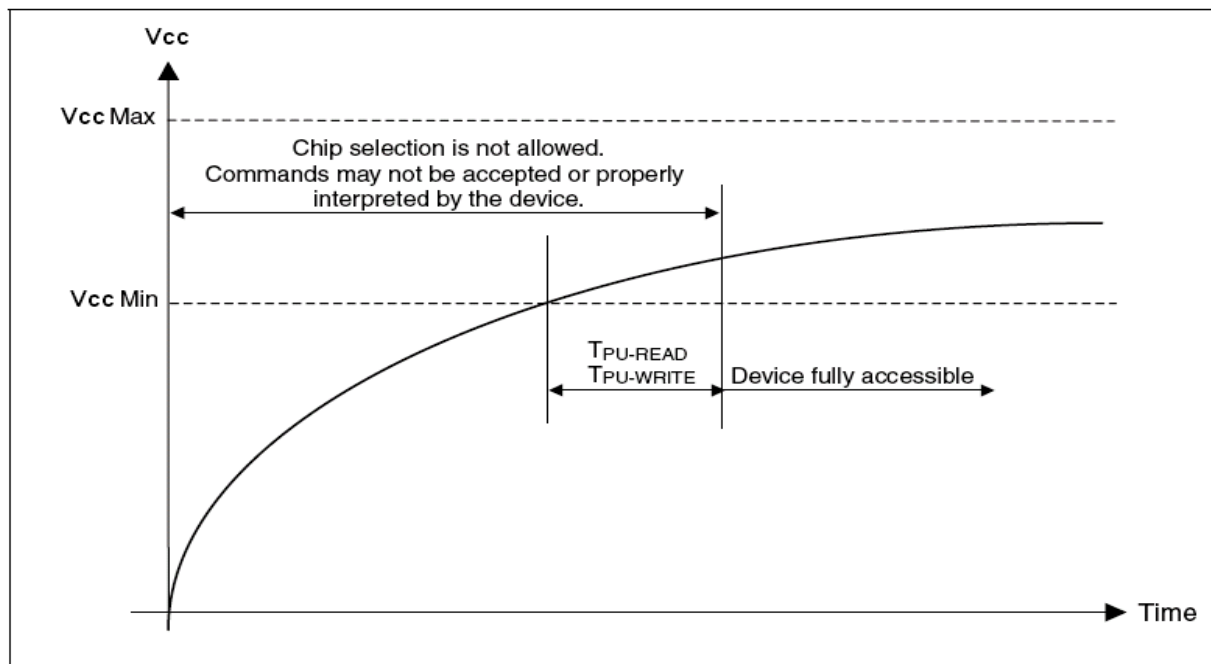 Vcc
Vcc Max
Chip selection is not allowed.
Commands may not be accepted or properly
interpreted by the device.
Vcc Min
TPU-READ
TPU-WRITE
Device fully accessible
Time